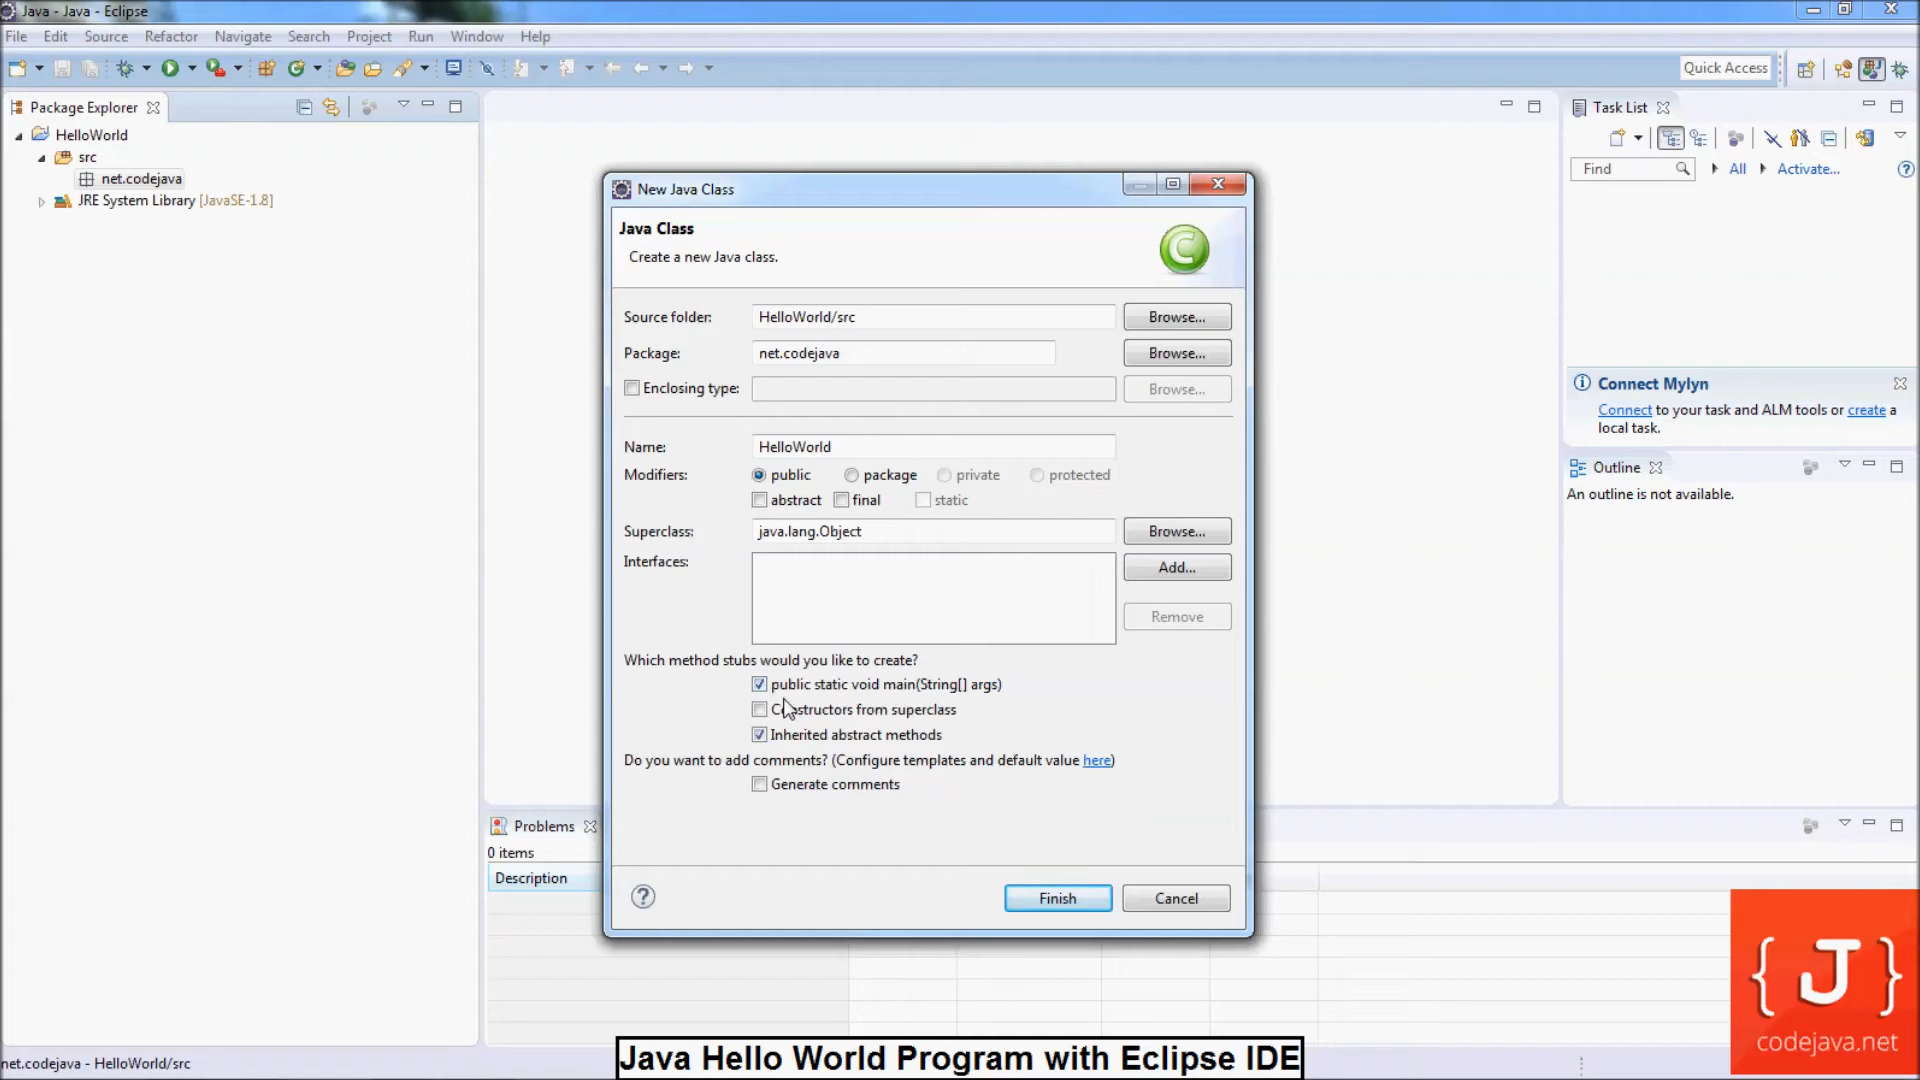 Java - Java - Eclipse
File Edit Source Refactor Navigate Search Project Run Window Help
Quick Access
Package Explorer
HelloWorld
src
net.codejava
JRE System Library [JavaSE-1.8]
New Java Class
Java Class
Create a new Java class.
Source folder: HelloWorld/src Browse...
Package: net.codejava Browse...
Enclosing type: Browse...
Name: HelloWorld
Modifiers: public package private protected
abstract final static
Superclass: java.lang.Object Browse...
Interfaces: Add...
Remove
Which method stubs would you like to create?
public static void main(String[] args)
Constructors from superclass
Inherited abstract methods
Do you want to add comments? (Configure templates and default value here)
Generate comments
Finish Cancel
Task List
Find All Activate...
Connect Mylyn
Connect to your task and ALM tools or create a
local task.
Outline
An outline is not available.
Problems
0 items
Description
net.codejava - HelloWorld/src
Java Hello World Program with Eclipse IDE
{ J }
codejava.net